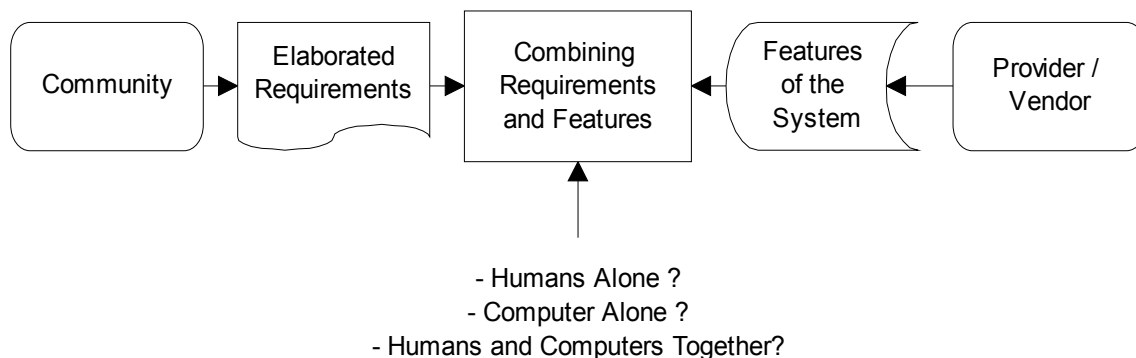 Community
Elaborated
Requirements
Combining
Requirements
and Features
Features
of the
System
Provider /
Vendor
- Humans Alone ?
- Computer Alone ?
- Humans and Computers Together?